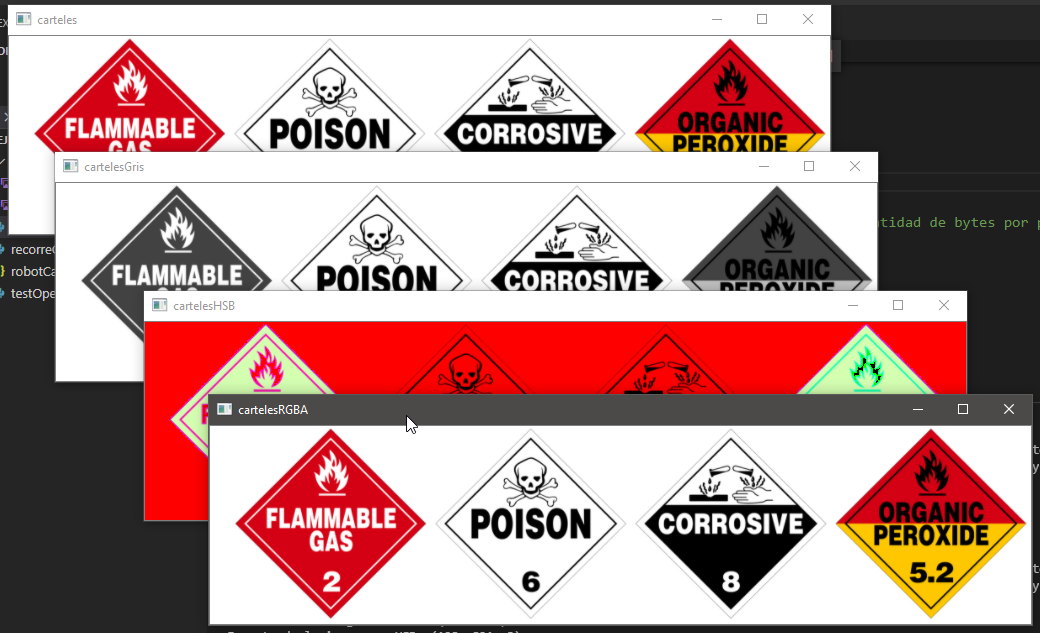 carteles
FLAMMABLE
GAS
POISON
CORROSIVE
ORGANIC
PEROXIDE
cartelesGris
FLAMMABLE
POISON
CORROSIVE
ORGANIC
tidad de bytes por p
recorre
robotCa
testOpe
cartelesHSB
cartelesRGBA
FLAMMABLE
GAS
2
POISON
6
CORROSIVE
8
ORGANIC
PEROXIDE
5.2